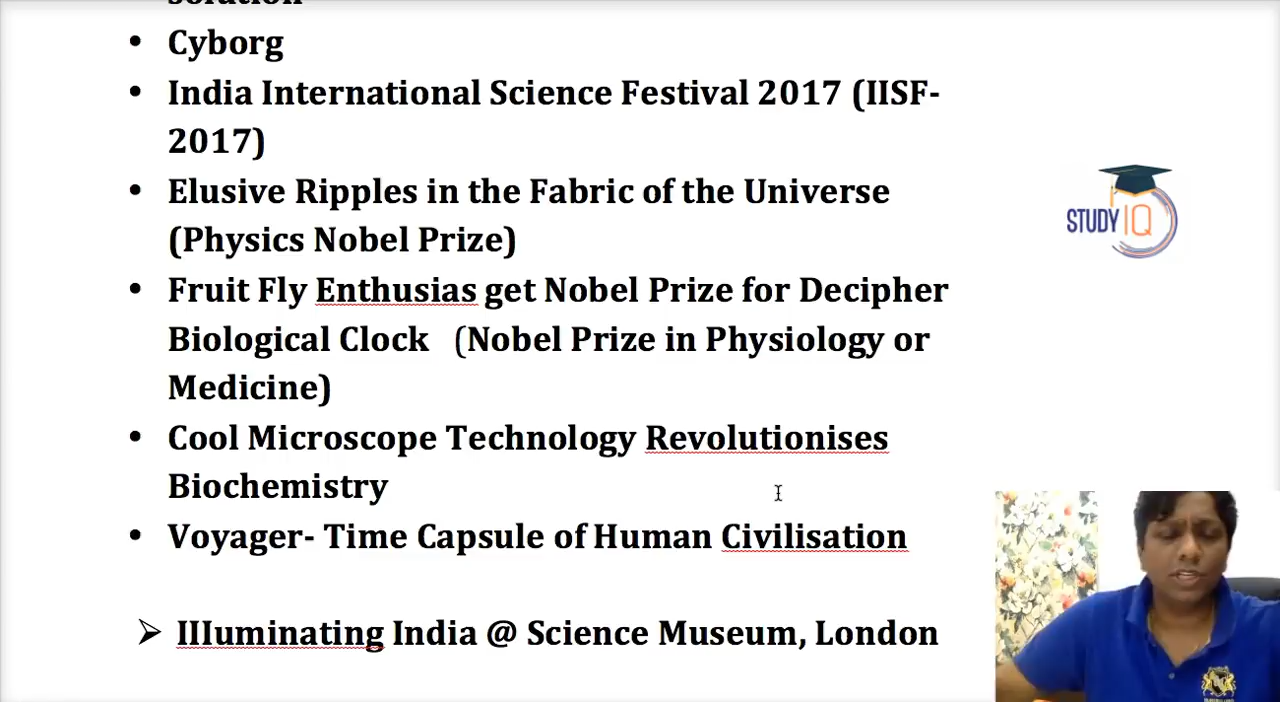 solution
• Cyborg
• India International Science Festival 2017 (IISF-
2017)
• Elusive Ripples in the Fabric of the Universe
(Physics Nobel Prize)
• Fruit Fly Enthusias get Nobel Prize for Decipher
Biological Clock (Nobel Prize in Physiology or
Medicine)
• Cool Microscope Technology Revolutionises
Biochemistry
• Voyager- Time Capsule of Human Civilisation
➢ IIIuminating India @ Science Museum, London
STUDY IQ